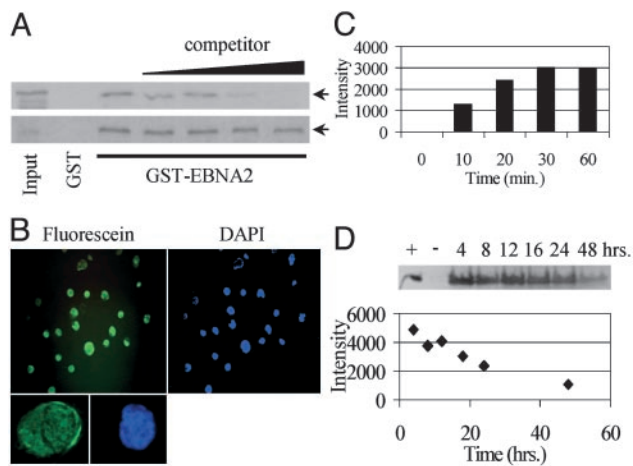 A
competitor
Input
GST
GST-EBNA2
B
Fluorescein
DAPI
C
Intensity
4000
3000
2000
1000
0
0 10 20 30 60
Time (min.)
D
+ - 4 8 12 16 24 48 hrs.
Intensity
6000
4000
2000
0
0 20 40 60
Time (hrs.)